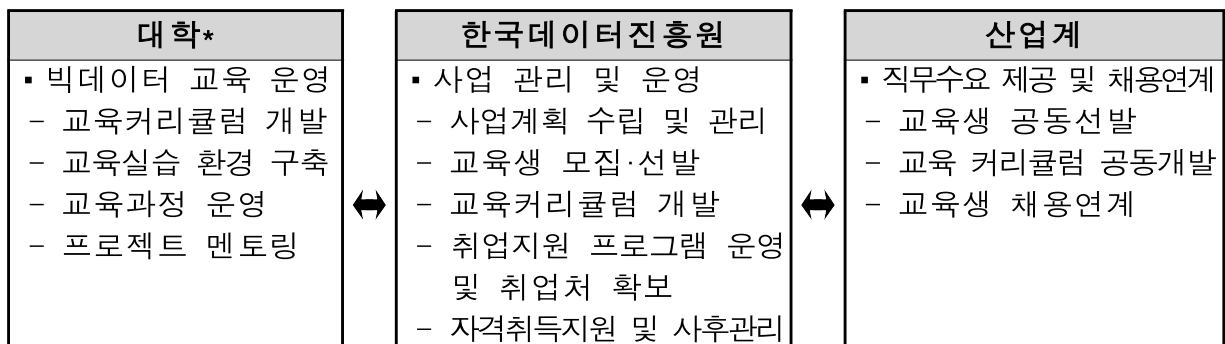 대학*
▪ 빅데이터 교육 운영
- 교육커리큘럼 개발
- 교육실습 환경 구축
- 교육과정 운영
- 프로젝트 멘토링
한국데이터진흥원
▪ 사업 관리 및 운영
- 사업계획 수립 및 관리
- 교육생 모집·선발
- 교육커리큘럼 개발
- 취업지원 프로그램 운영
및 취업처 확보
- 자격취득지원 및 사후관리
산업계
▪ 직무수요 제공 및 채용연계
- 교육생 공동선발
- 교육 커리큘럼 공동개발
- 교육생 채용연계